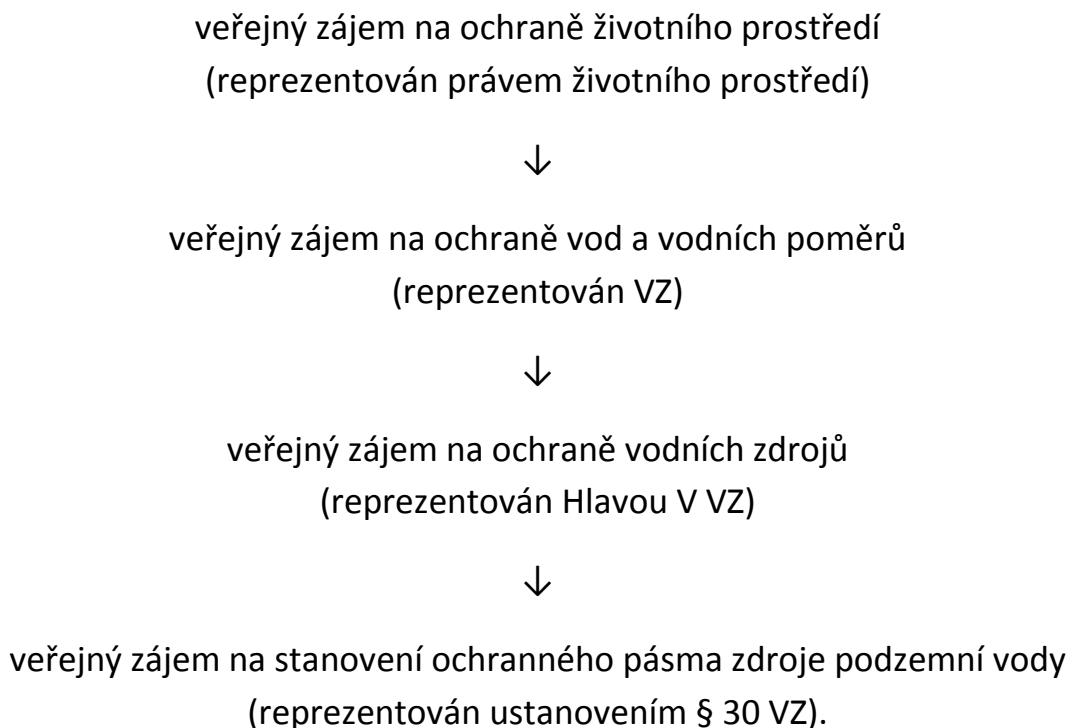 veřejný zájem na ochraně životního prostředí
(reprezentován právem životního prostředí)
↓
veřejný zájem na ochraně vod a vodních poměrů
(reprezentován VZ)
↓
veřejný zájem na ochraně vodních zdrojů
(reprezentován Hlavou V VZ)
↓
veřejný zájem na stanovení ochranného pásma zdroje podzemní vody
(reprezentován ustanovením § 30 VZ).